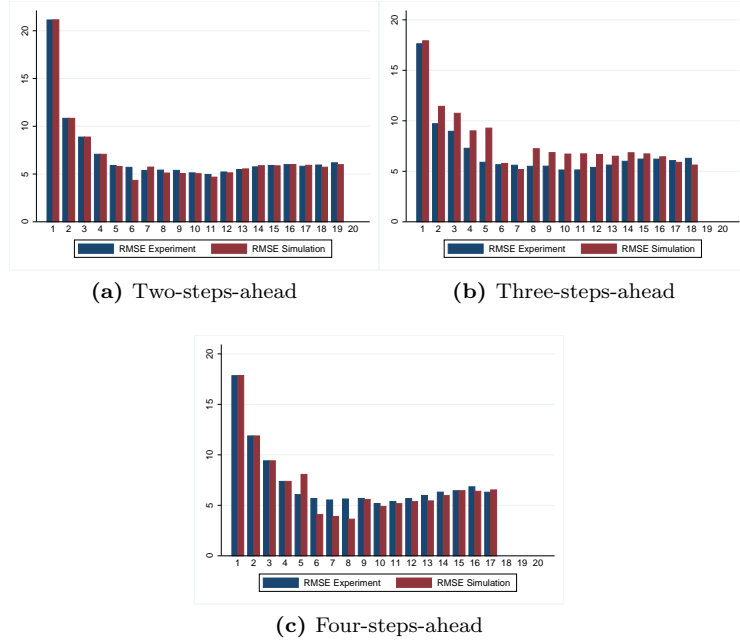 20
15
10
5
0
1 2 3 4 5 6 7 8 9 10 11 12 13 14 15 16 17 18 19 20
RMSE Experiment RMSE Simulation
(a) Two-steps-ahead
20
15
10
5
0
1 2 3 4 5 6 7 8 9 10 11 12 13 14 15 16 17 18 19 20
RMSE Experiment RMSE Simulation
(b) Three-steps-ahead
20
15
10
5
0
1 2 3 4 5 6 7 8 9 10 11 12 13 14 15 16 17 18 19 20
RMSE Experiment RMSE Simulation
(c) Four-steps-ahead